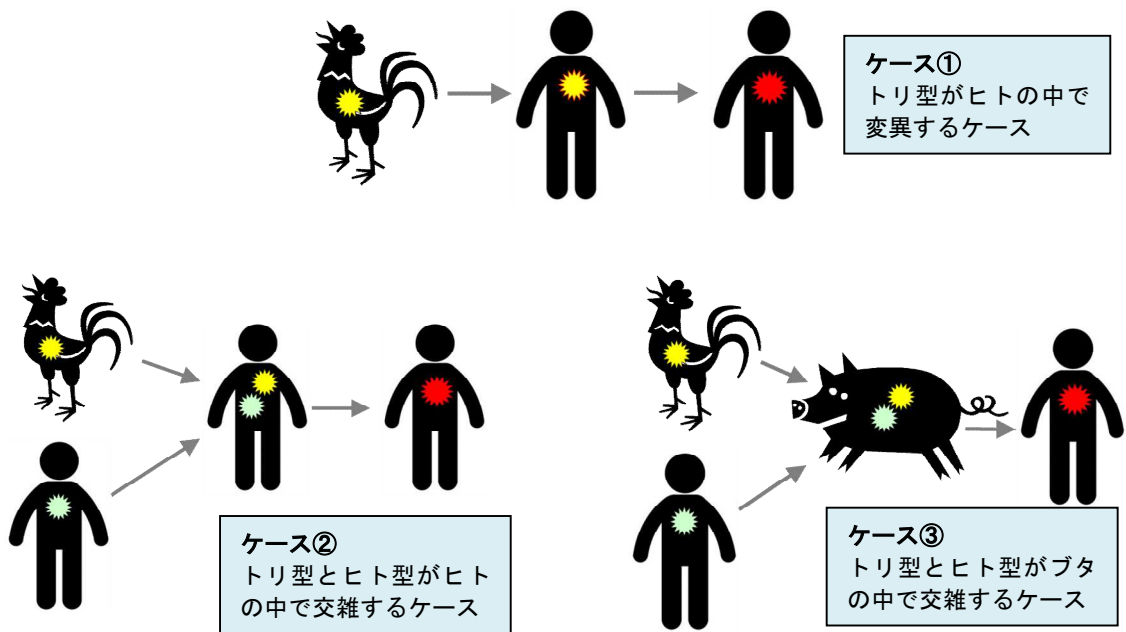 ケース①
トリ型がヒトの中で
変異するケース
ケース②
トリ型とヒト型がヒト
の中で交雑するケース
ケース③
トリ型とヒト型がブタ
の中で交雑するケース